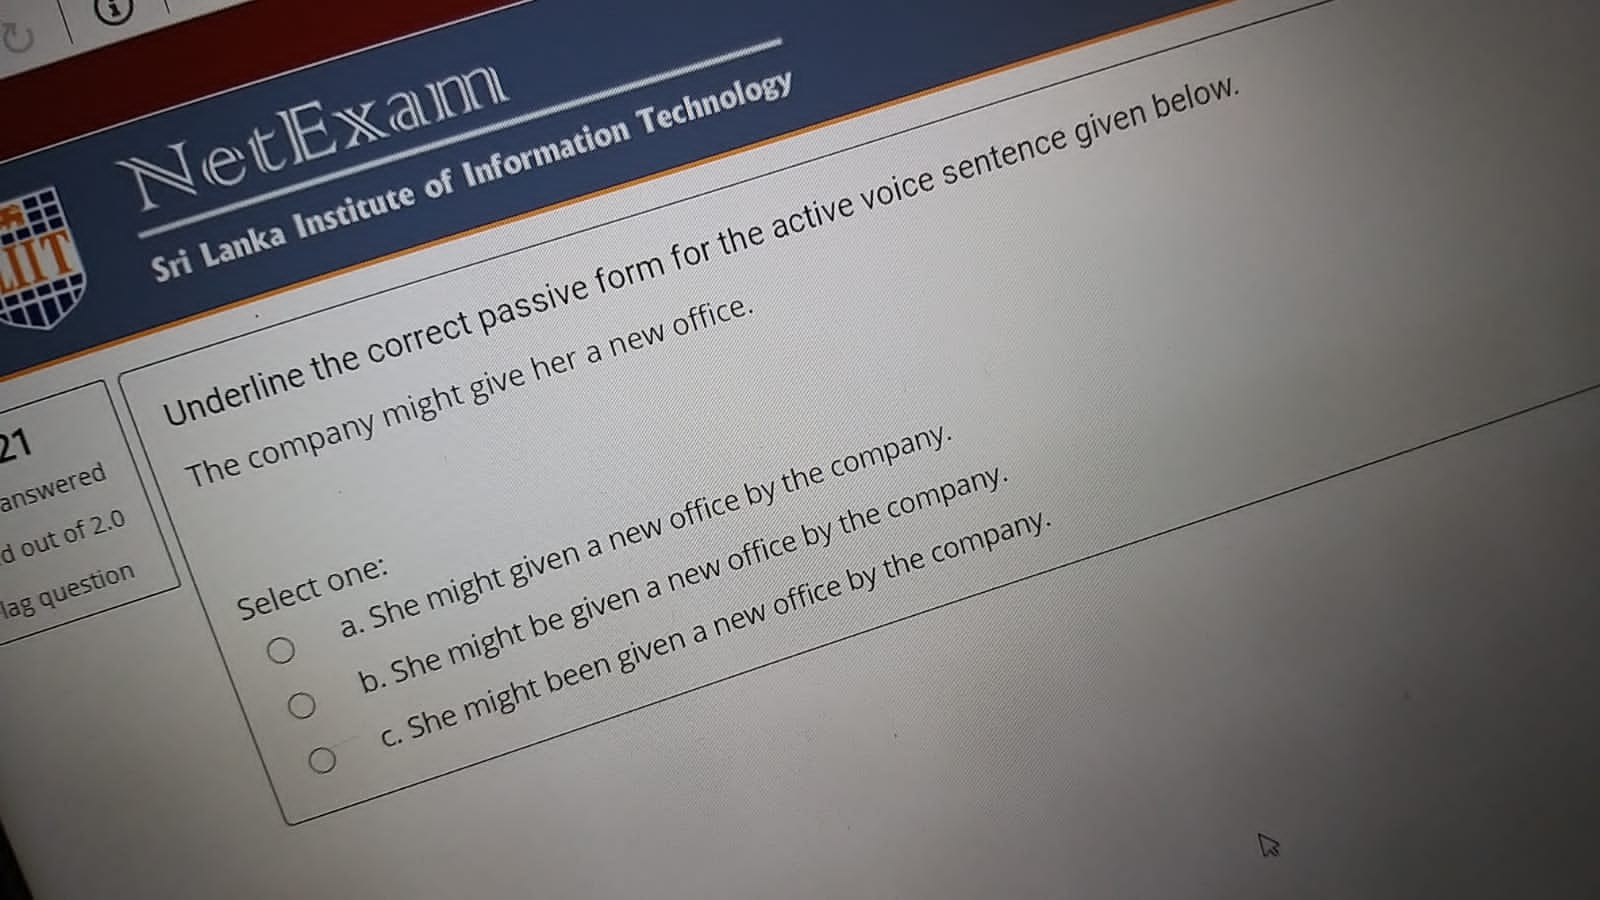 NetExam
Sri Lanka Institute of Information Technology
Underline the correct passive form for the active voice sentence given below.
The company might give her a new office.
21
answered
d out of 2.0
lag question
Select one:
a. She might given a new office by the company.
b. She might be given a new office by the company.
c. She might been given a new office by the company.